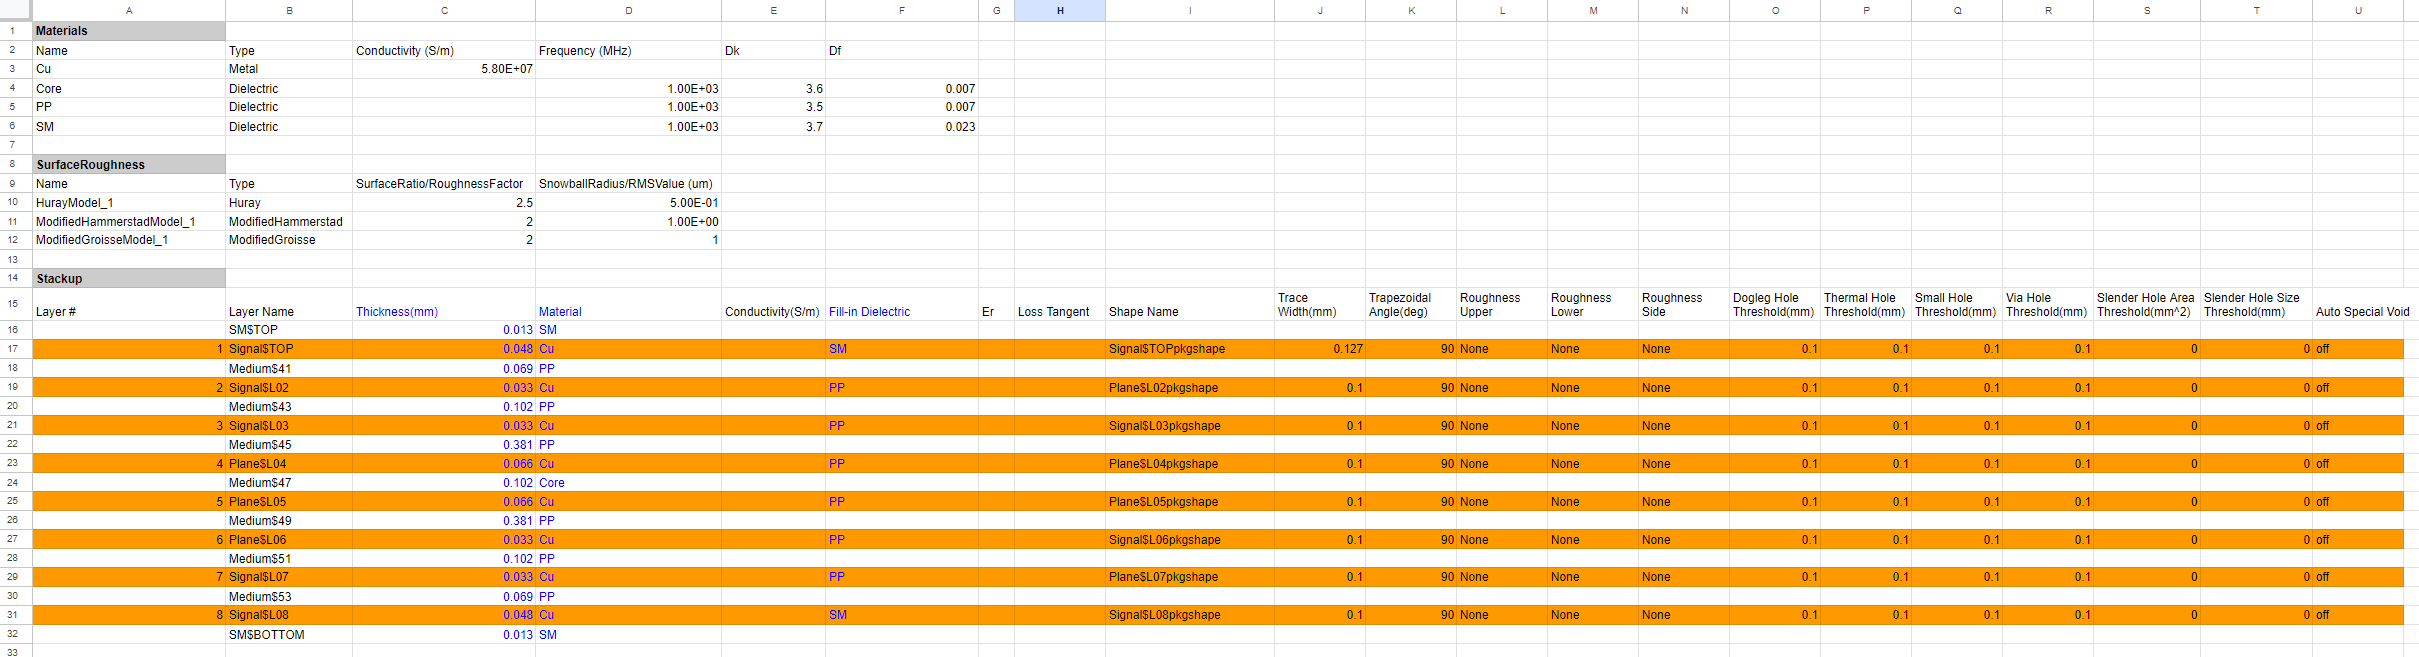 A B C D E F G H I J K L M N O P Q R S T U
1 Materials
2 Name Type Conductivity (S/m) Frequency (MHz) Dk Df
3 Cu Metal 5.80E+07
4 Core Dielectric 1.00E+03 3.6 0.007
5 PP Dielectric 1.00E+03 3.5 0.007
6 SM Dielectric 1.00E+03 3.7 0.023
7
8 SurfaceRoughness
9 Name Type SurfaceRatio/RoughnessFactor SnowballRadius/RMSValue (um)
10 HurayModel_1 Huray 2.5 5.00E-01
11 ModifiedHammerstadModel_1 ModifiedHammerstad 2 1.00E+00
12 ModifiedGroisseModel_1 ModifiedGroisse 2 1
13
14 Stackup
15 Layer # Layer Name Thickness(mm) Material Conductivity(S/m) Fill-in Dielectric Er Loss Tangent Shape Name Trace Width(mm) Trapezoidal Angle(deg) Roughness Upper Roughness Lower Roughness Side Dogleg Hole Threshold(mm) Thermal Hole Threshold(mm) Small Hole Threshold(mm) Via Hole Threshold(mm) Slender Hole Area Threshold(mm^2) Slender Hole Size Threshold(mm) Auto Special Void
16 SM$TOP 0.013 SM
17 1 Signal$TOP 0.048 Cu SM Signal$TOPpkgshape 0.127 90 None None None 0.1 0.1 0.1 0.1 0 0 off
18 Medium$41 0.069 PP
19 2 Signal$L02 0.033 Cu PP Plane$L02pkgshape 0.1 90 None None None 0.1 0.1 0.1 0.1 0 0 off
20 Medium$43 0.102 PP
21 3 Signal$L03 0.033 Cu PP Signal$L03pkgshape 0.1 90 None None None 0.1 0.1 0.1 0.1 0 0 off
22 Medium$45 0.381 PP
23 4 Plane$L04 0.066 Cu PP Plane$L04pkgshape 0.1 90 None None None 0.1 0.1 0.1 0.1 0 0 off
24 Medium$47 0.102 Core
25 5 Plane$L05 0.066 Cu PP Plane$L05pkgshape 0.1 90 None None None 0.1 0.1 0.1 0.1 0 0 off
26 Medium$49 0.381 PP
27 6 Plane$L06 0.033 Cu PP Signal$L06pkgshape 0.1 90 None None None 0.1 0.1 0.1 0.1 0 0 off
28 Medium$51 0.102 PP
29 7 Signal$L07 0.033 Cu PP Plane$L07pkgshape 0.1 90 None None None 0.1 0.1 0.1 0.1 0 0 off
30 Medium$53 0.069 PP
31 8 Signal$L08 0.048 Cu SM Signal$L08pkgshape 0.1 90 None None None 0.1 0.1 0.1 0.1 0 0 off
32 SM$BOTTOM 0.013 SM
33